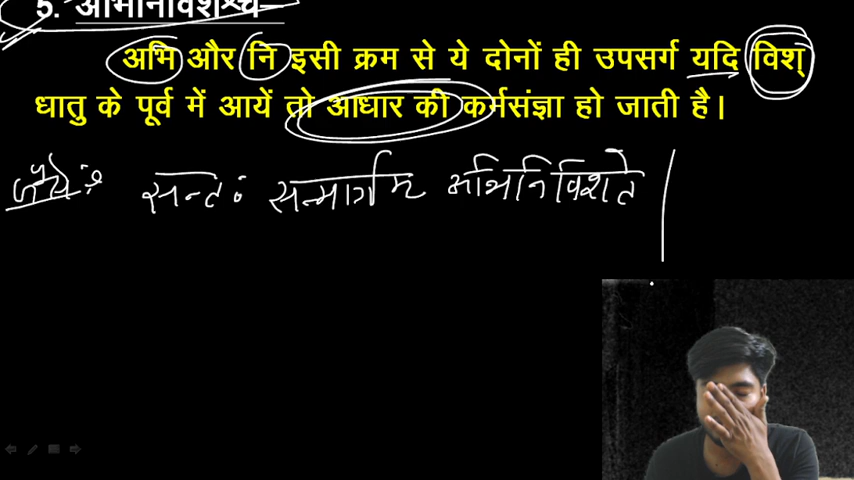 5. अभिनिविशश्च–
अभि और नि इसी क्रम से ये दोनों ही उपसर्ग यदि विश्
धातु के पूर्व में आयें तो आधार की कर्मसंज्ञा हो जाती है।
जैसे : सन्त: सन्मार्गम अभिनिविशते |